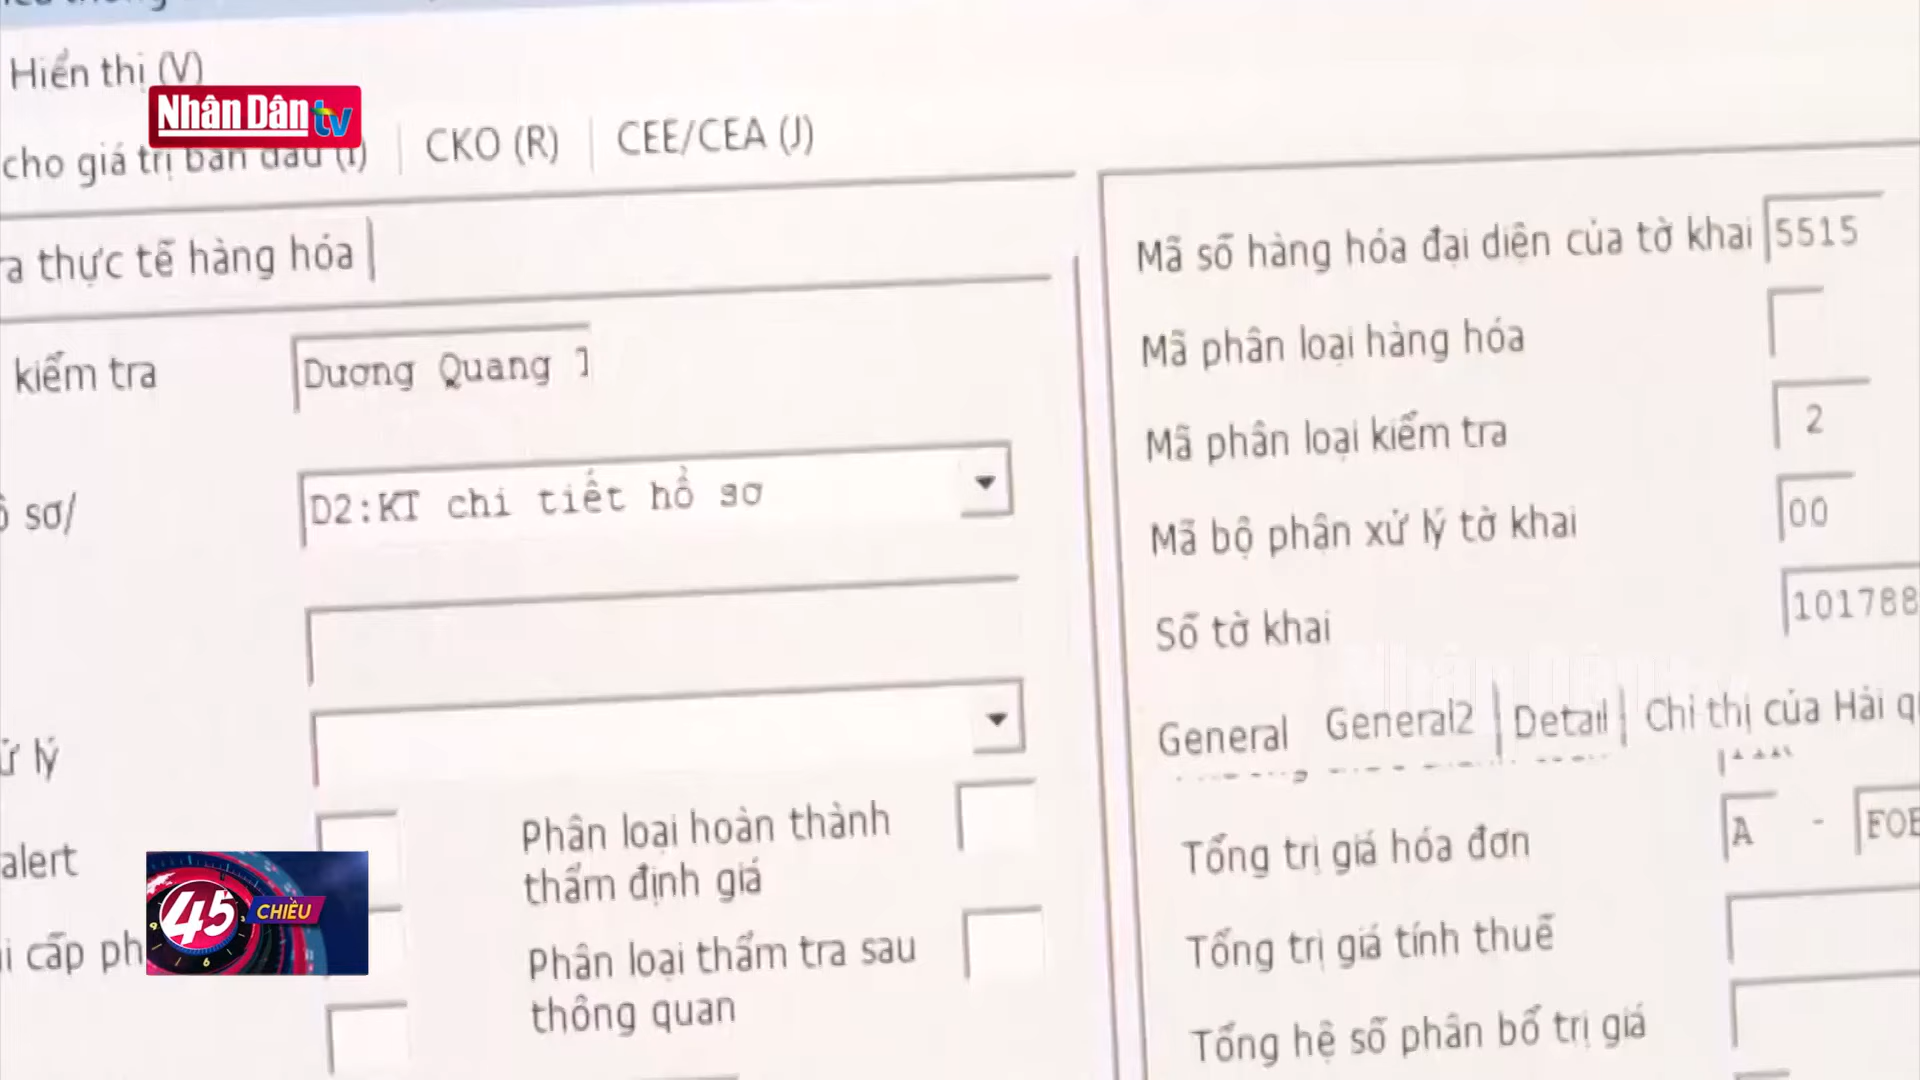 Hiển thị (V)
Nhân Dân tv
cho giá trị ban đầu (I) CKO (R) CEE/CEA (J)
thực tế hàng hóa
kiểm tra Dương Quang
sơ/ D2:KT chi tiết hồ sơ
lý
alert
Phân loại hoàn thành
thẩm định giá
45 CHIỀU
cấp
Phân loại thẩm tra sau
thông quan
Mã số hàng hóa đại diện của tờ khai 5515
Mã phân loại hàng hóa
Mã phân loại kiểm tra 2
Mã bộ phận xử lý tờ khai 00
Số tờ khai 101788
Nhân Dân tv
General General2 Detail Chỉ thị của Hải
Tổng trị giá hóa đơn A -
Tổng trị giá tính thuế
Tổng hệ số phân bổ trị giá